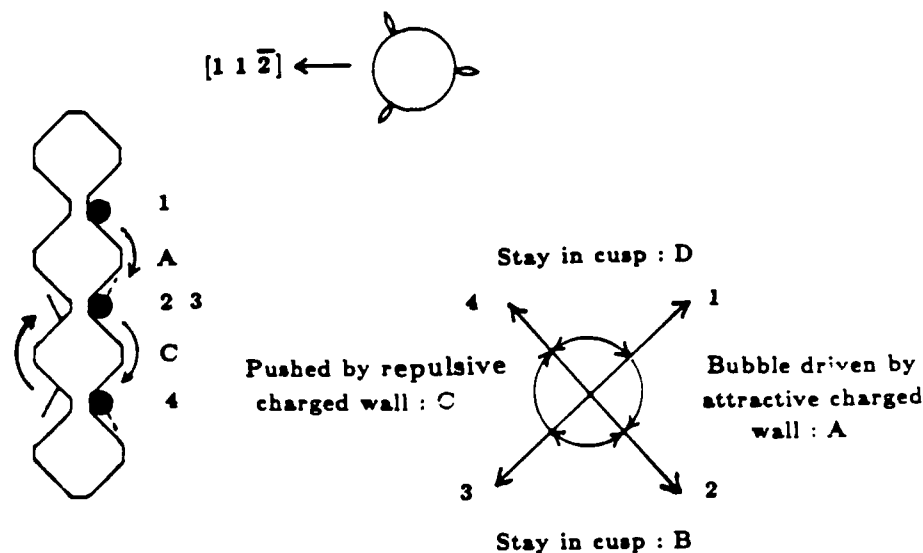 [1 1 2̅]
1
A
2 3
C
4
Stay in cusp : D
4
1
Pushed by repulsive
charged wall : C
Bubble driven by
attractive charged
wall : A
3
2
Stay in cusp : B